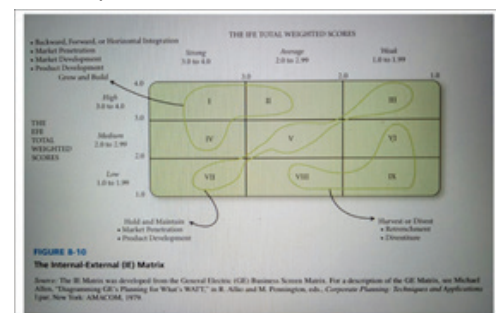 • Backward, Forward, or Horizontal Integration
• Market Penetration
• Market Development
• Product Development
Grow and Build
THE IFE TOTAL WEIGHTED SCORES
Strong
3.0 to 4.0
Average
2.0 to 2.99
Weak
1.0 to 1.99
4.0
3.0
2.0
1.0
High
3.0 to 4.0
I
II
III
3.0
THE
EFE
TOTAL
WEIGHTED
SCORES
Medium
2.0 to 2.99
IV
V
VI
2.0
Low
1.0 to 1.99
VII
VIII
IX
1.0
Hold and Maintain
• Market Penetration
• Product Development
Harvest or Divest
• Retrenchment
• Divestiture
FIGURE 8-10
The Internal-External (IE) Matrix
Source: The IE Matrix was developed from the General Electric (GE) Business Screen Matrix. For a description of the GE Matrix, see Michael
Allen, "Diagramming GE's Planning for What's WATT," in R. Allio and M. Pennington, eds., Corporate Planning: Techniques and Applications
New York: AMACOM, 1979.